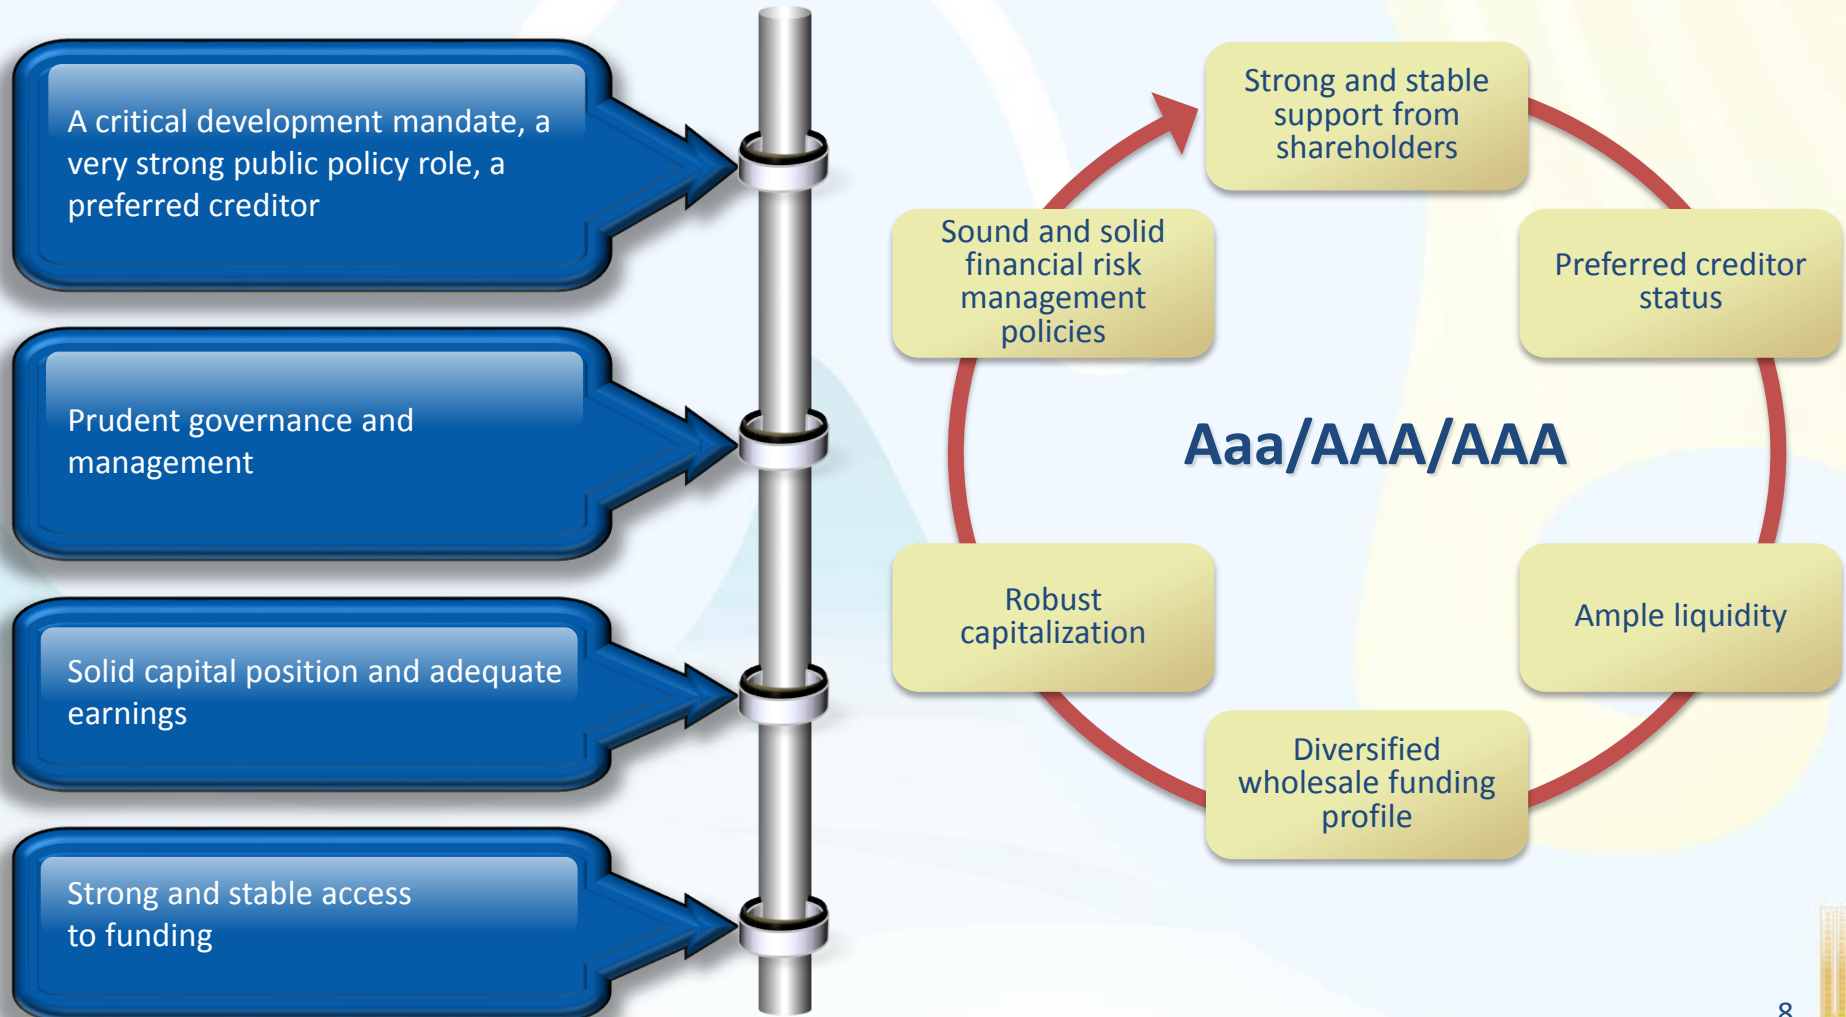 A critical development mandate, a
very strong public policy role, a
preferred creditor
Prudent governance and
management
Solid capital position and adequate
earnings
Strong and stable access
to funding
Strong and stable
support from
shareholders
Preferred creditor
status
Ample liquidity
Diversified
wholesale funding
profile
Robust
capitalization
Sound and solid
financial risk
management
policies
Aaa/AAA/AAA
8